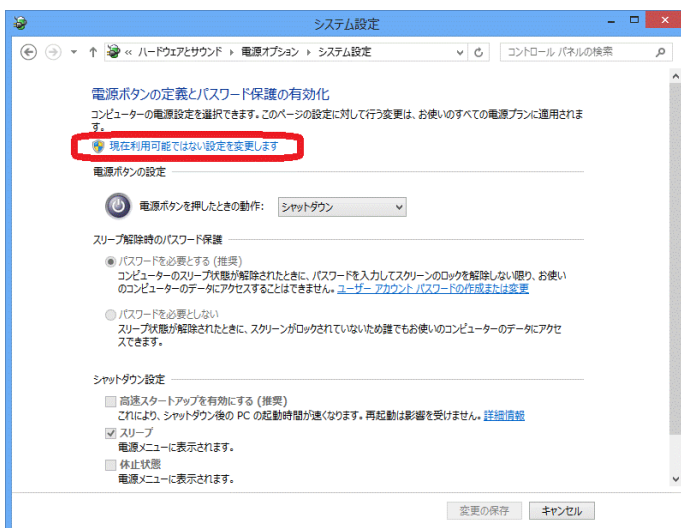 システム設定
« ハードウェアとサウンド ▸ 電源オプション ▸ システム設定
コントロール パネルの検索
電源ボタンの定義とパスワード保護の有効化
コンピューターの電源設定を選択できます。このページの設定に対して行う変更は、お使いのすべての電源プランに適用されま
す。
現在利用可能ではない設定を変更します
電源ボタンの設定
電源ボタンを押したときの動作: シャットダウン
スリープ解除時のパスワード保護
パスワードを必要とする (推奨)
コンピューターのスリープ状態が解除されたときに、パスワードを入力してスクリーンのロックを解除しない限り、お使い
のコンピューターのデータにアクセスすることはできません。ユーザー アカウント パスワードの作成または変更
パスワードを必要としない
スリープ状態が解除されたときに、スクリーンがロックされていないため誰でもお使いのコンピューターのデータにアクセ
スできます。
シャットダウン設定
高速スタートアップを有効にする (推奨)
これにより、シャットダウン後の PC の起動時間が速くなります。再起動は影響を受けません。詳細情報
スリープ
電源メニューに表示されます。
休止状態
電源メニューに表示されます。
変更の保存 キャンセル